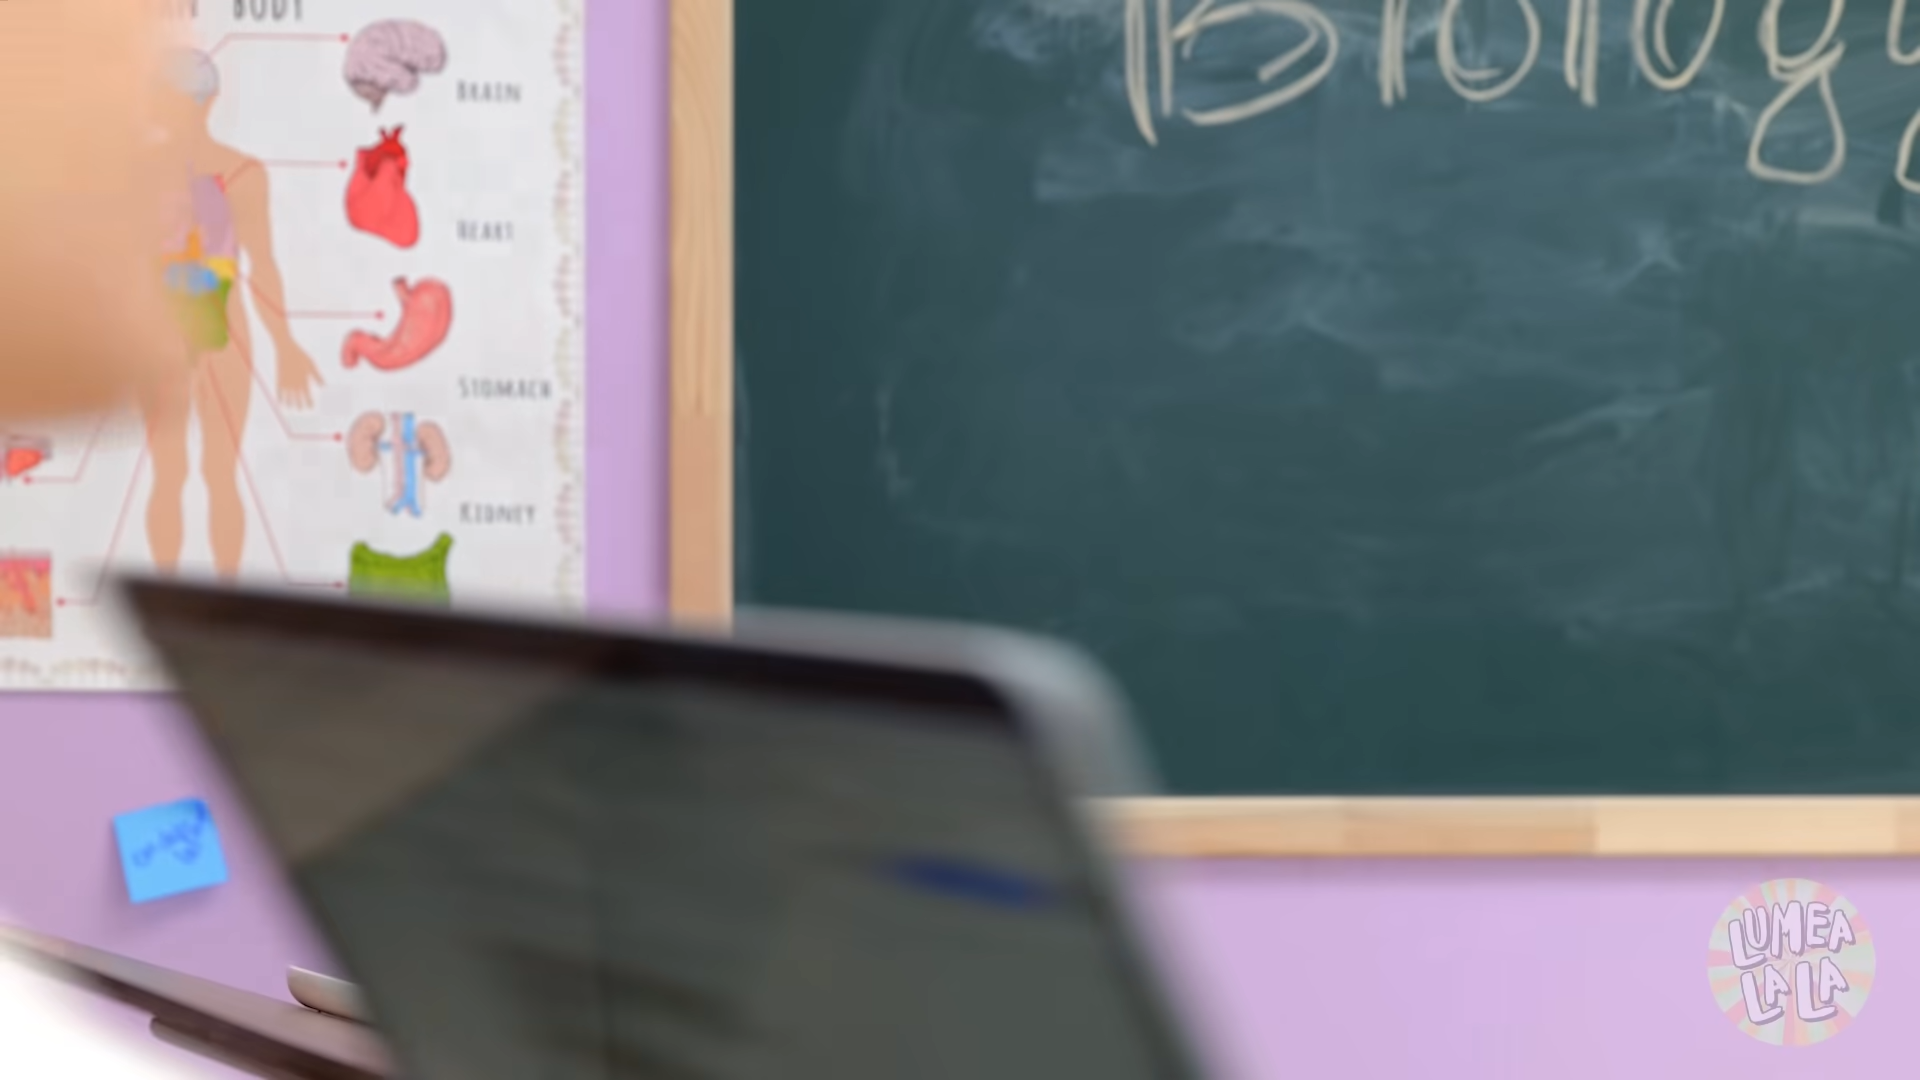 BODY
BRAIN
HEART
STOMACH
KIDNEY
Biology
LUMEA
LA LA